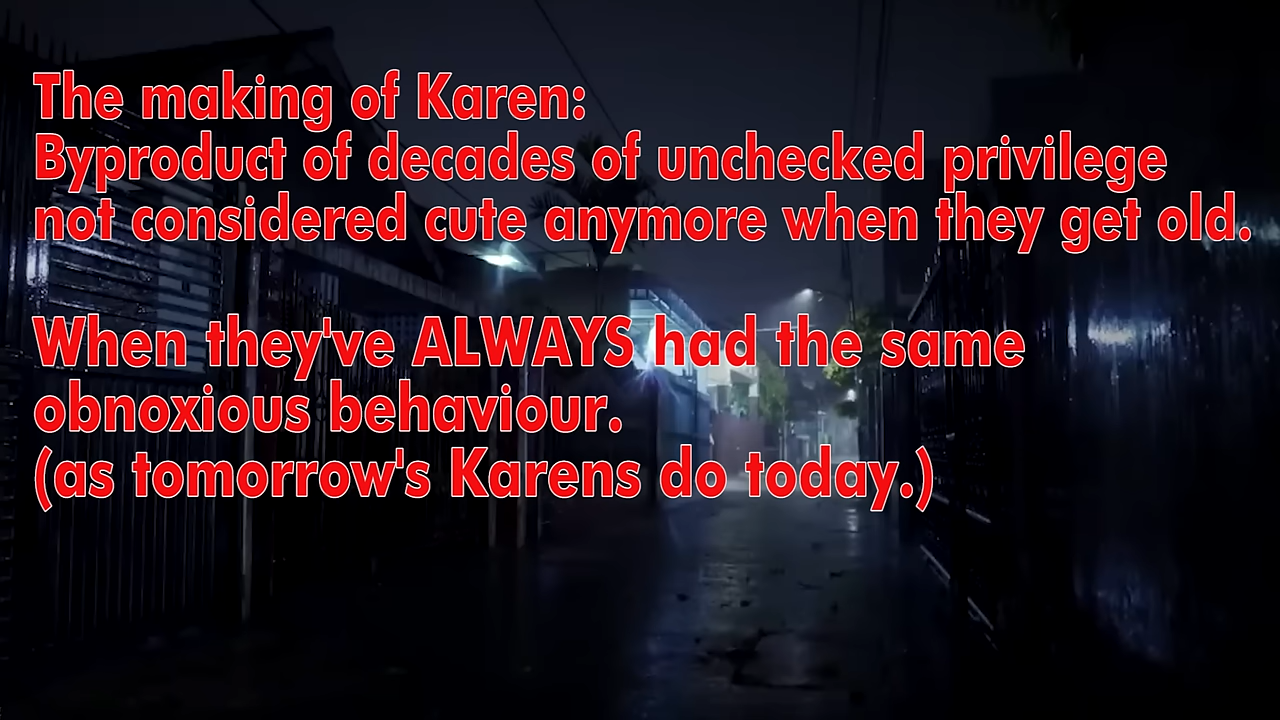 The making of Karen:
Byproduct of decades of unchecked privilege
not considered cute anymore when they get old.
When they've ALWAYS had the same
obnoxious behaviour.
(as tomorrow's Karens do today.)